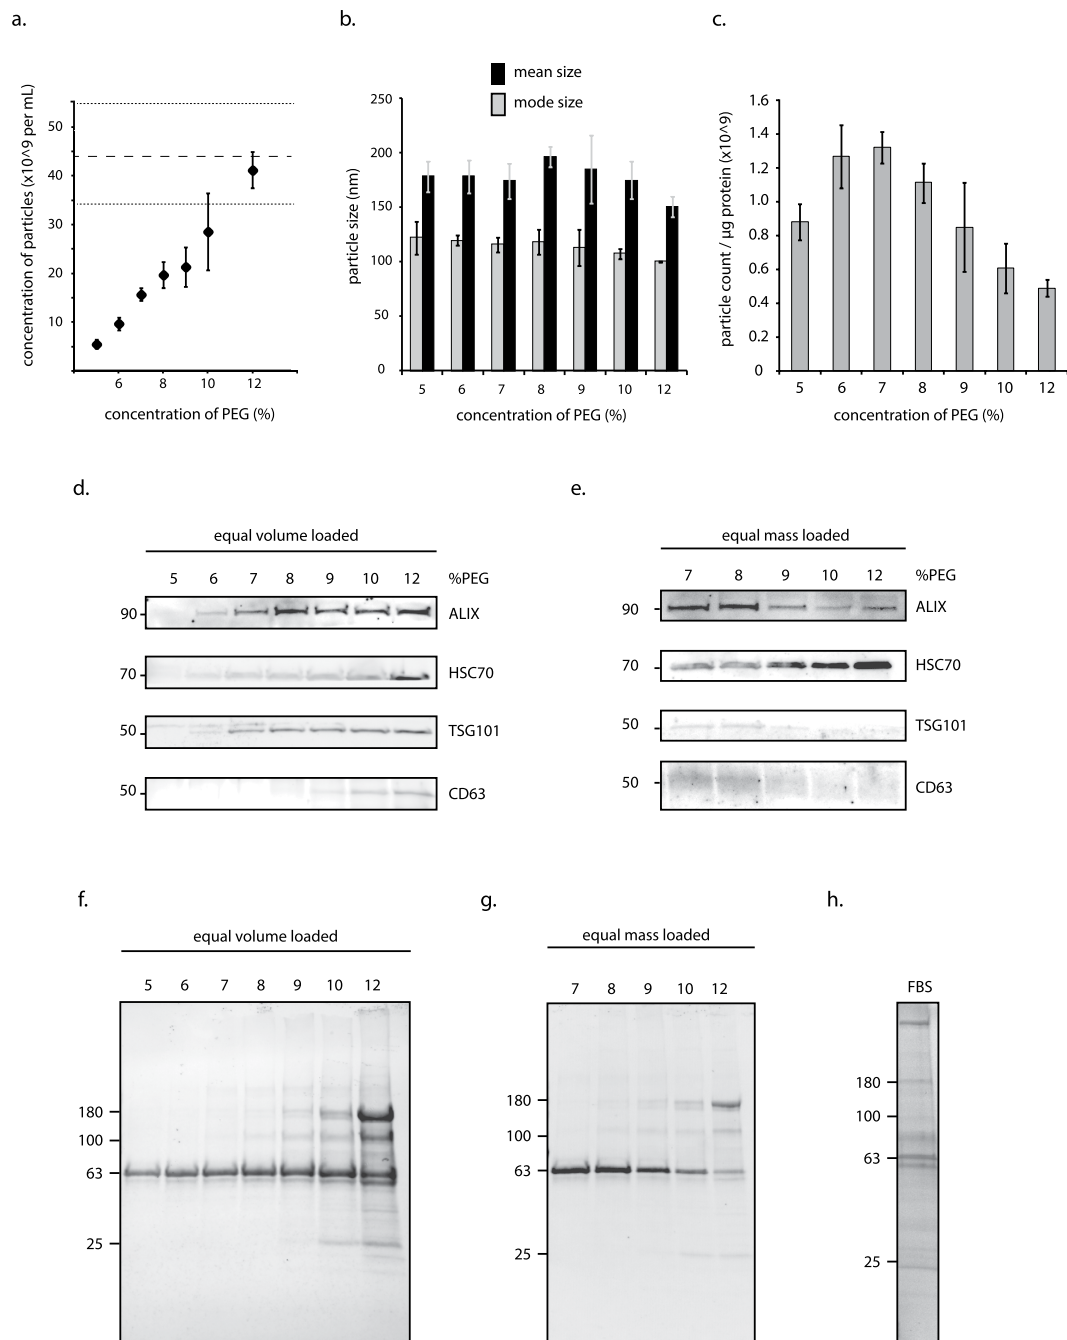 a.
concentration of particles (x10^9 per mL)
50
40
30
20
10
6 8 10 12
concentration of PEG (%)
b.
mean size
mode size
particle size (nm)
250
200
150
100
50
0
5 6 7 8 9 10 12
concentration of PEG (%)
c.
particle count / µg protein (x10^9)
1.6
1.4
1.2
1.0
0.8
0.6
0.4
0.2
0
5 6 7 8 9 10 12
concentration of PEG (%)
d.
equal volume loaded
5 6 7 8 9 10 12 %PEG
90 ALIX
70 HSC70
50 TSG101
50 CD63
e.
equal mass loaded
7 8 9 10 12 %PEG
90 ALIX
70 HSC70
50 TSG101
50 CD63
f.
equal volume loaded
5 6 7 8 9 10 12
180
100
63
25
g.
equal mass loaded
7 8 9 10 12
180
100
63
25
h.
FBS
180
100
63
25